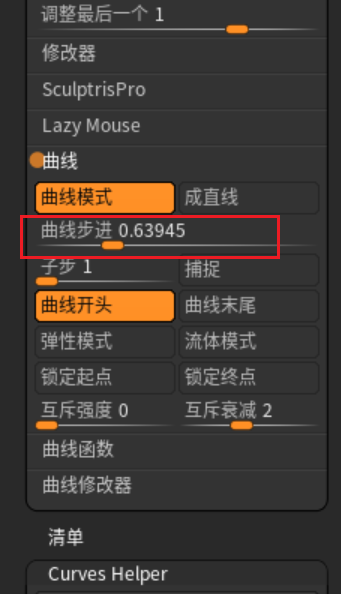 调整最后一个 1
修改器
SculptrisPro
Lazy Mouse
曲线
曲线模式 成直线
曲线步进 0.63945
子步 1 捕捉
曲线开头 曲线末尾
弹性模式 流体模式
锁定起点 锁定终点
互斥强度 0 互斥衰减 2
曲线函数
曲线修改器
清单
Curves Helper